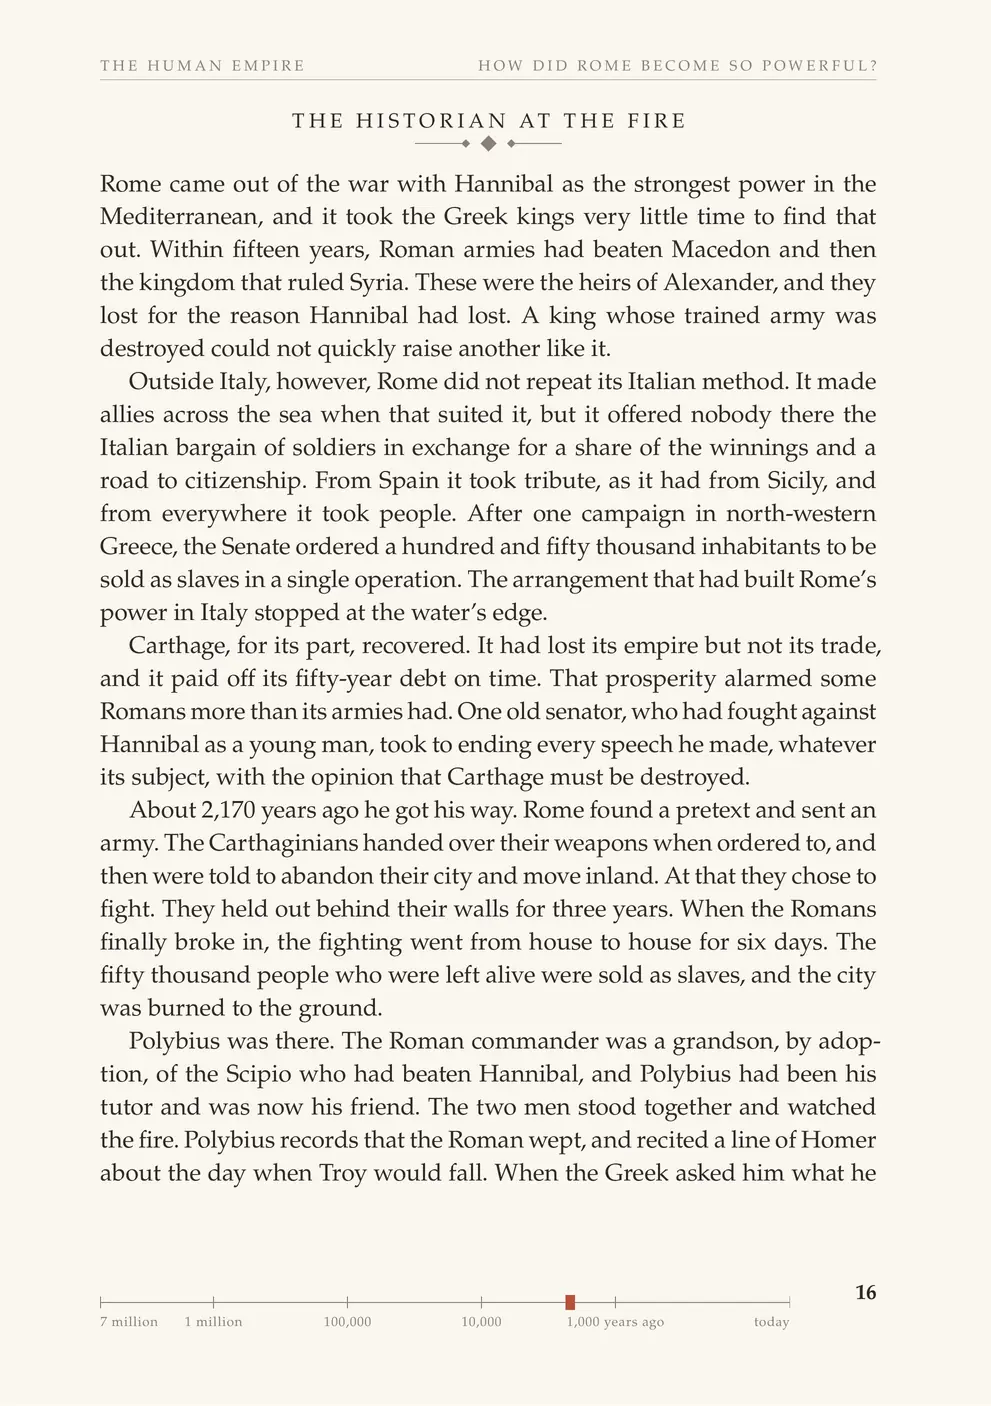 THE HUMAN EMPIRE
HOW DID ROME BECOME SO POWERFUL?
THE HISTORIAN AT THE FIRE
Rome came out of the war with Hannibal as the strongest power in the
Mediterranean, and it took the Greek kings very little time to find that
out. Within fifteen years, Roman armies had beaten Macedon and then
the kingdom that ruled Syria. These were the heirs of Alexander, and they
lost for the reason Hannibal had lost. A king whose trained army was
destroyed could not quickly raise another like it.
Outside Italy, however, Rome did not repeat its Italian method. It made
allies across the sea when that suited it, but it offered nobody there the
Italian bargain of soldiers in exchange for a share of the winnings and a
road to citizenship. From Spain it took tribute, as it had from Sicily, and
from everywhere it took people. After one campaign in north-western
Greece, the Senate ordered a hundred and fifty thousand inhabitants to be
sold as slaves in a single operation. The arrangement that had built Rome’s
power in Italy stopped at the water’s edge.
Carthage, for its part, recovered. It had lost its empire but not its trade,
and it paid off its fifty-year debt on time. That prosperity alarmed some
Romans more than its armies had. One old senator, who had fought against
Hannibal as a young man, took to ending every speech he made, whatever
its subject, with the opinion that Carthage must be destroyed.
About 2,170 years ago he got his way. Rome found a pretext and sent an
army. The Carthaginians handed over their weapons when ordered to, and
then were told to abandon their city and move inland. At that they chose to
fight. They held out behind their walls for three years. When the Romans
finally broke in, the fighting went from house to house for six days. The
fifty thousand people who were left alive were sold as slaves, and the city
was burned to the ground.
Polybius was there. The Roman commander was a grandson, by adop-
tion, of the Scipio who had beaten Hannibal, and Polybius had been his
tutor and was now his friend. The two men stood together and watched
the fire. Polybius records that the Roman wept, and recited a line of Homer
about the day when Troy would fall. When the Greek asked him what he
16
7 million 1 million 100,000 10,000 1,000 years ago today